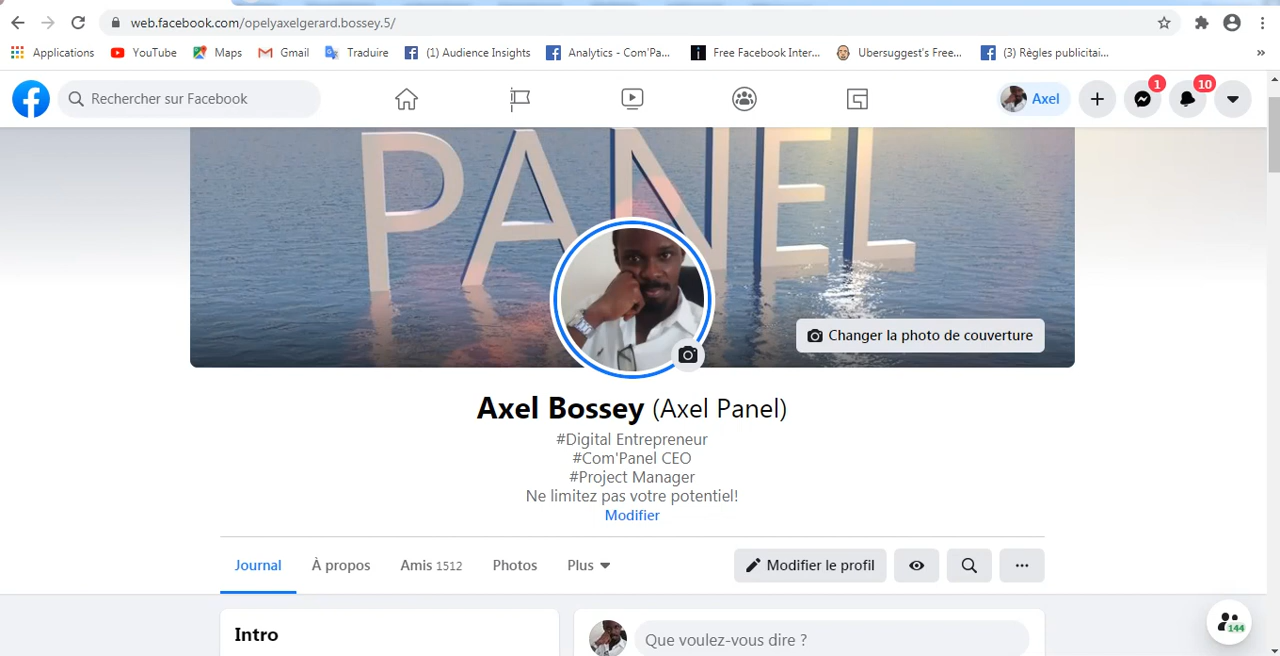 web.facebook.com/opelyaxelgerard.bossey.5/
Applications YouTube Maps Gmail Traduire (1) Audience Insights Analytics - Com'Pa... Free Facebook Inter... Ubersuggest's Free... (3) Règles publicitai... »
Rechercher sur Facebook
Axel
1
10
PANEL
Changer la photo de couverture
Axel Bossey (Axel Panel)
#Digital Entrepreneur
#Com'Panel CEO
#Project Manager
Ne limitez pas votre potentiel!
Modifier
Journal À propos Amis 1512 Photos Plus Modifier le profil
Intro
Que voulez-vous dire ?
144